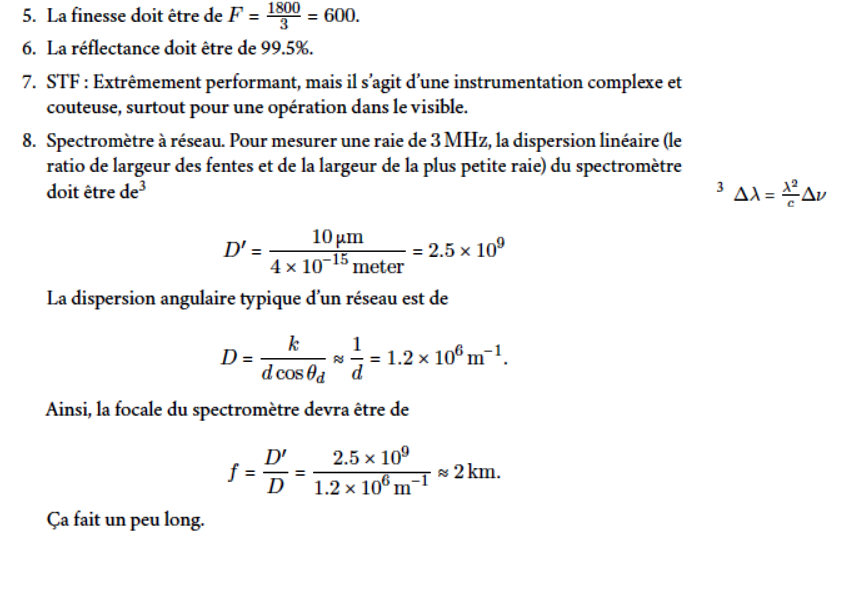 5. La finesse doit être de F = 1800/3 = 600.
6. La réflectance doit être de 99.5%.
7. STF : Extrêmement performant, mais il s'agit d'une instrumentation complexe et
couteuse, surtout pour une opération dans le visible.
8. Spectromètre à réseau. Pour mesurer une raie de 3 MHz, la dispersion linéaire (le
ratio de largeur des fentes et de la largeur de la plus petite raie) du spectromètre
doit être de³
³ Δλ = λ²/c Δν
D′ = 10 µm / 4 × 10⁻¹⁵ meter = 2.5 × 10⁹
La dispersion angulaire typique d'un réseau est de
D = k / d cos θ_d ≈ 1/d = 1.2 × 10⁶ m⁻¹.
Ainsi, la focale du spectromètre devra être de
f = D′/D = 2.5 × 10⁹ / 1.2 × 10⁶ m⁻¹ ≈ 2 km.
Ça fait un peu long.